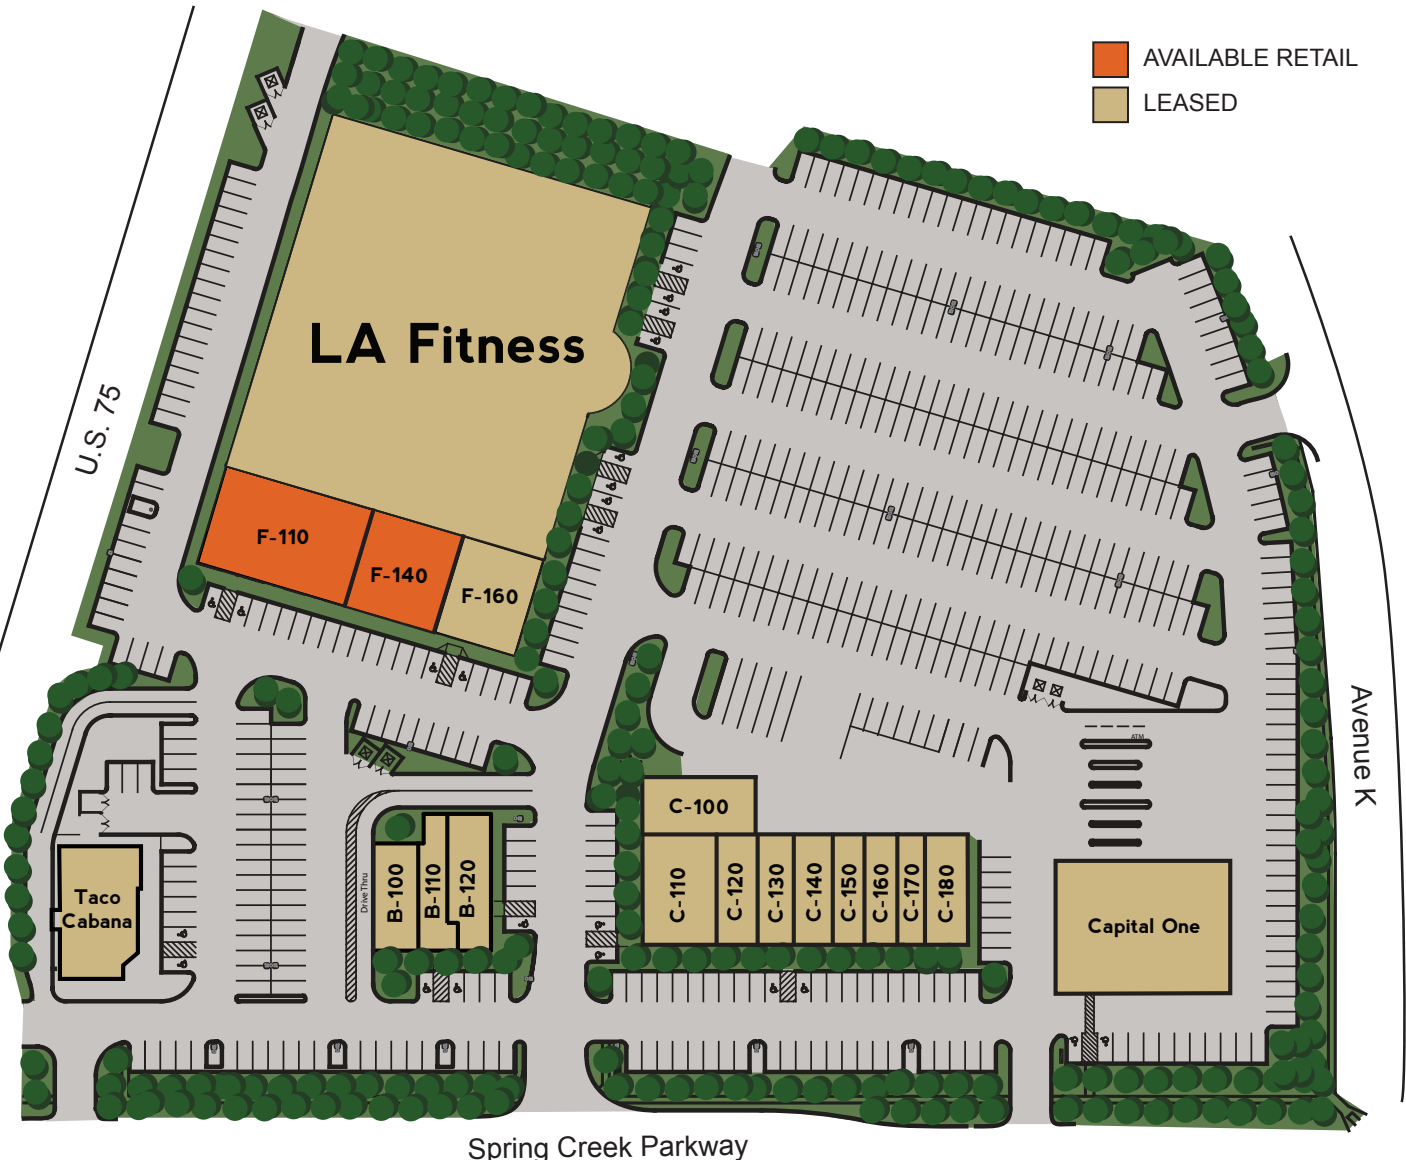 AVAILABLE RETAIL
LEASED
LA Fitness
U.S. 75
F-110
F-140
F-160
Avenue K
ATM
C-100
Drive Thru
B-100
B-110
B-120
C-110
C-120
C-130
C-140
C-150
C-160
C-170
C-180
Taco
Cabana
Capital One
Spring Creek Parkway